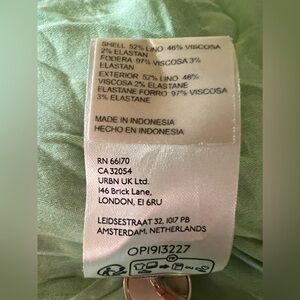 SHELL 52% LINO 46% VISCOSA
2% ELASTAN
FODERA 97% VISCOSA 3%
ELASTAN
EXTERIOR 52% LINO 46%
VISCOSA 2% ELASTANE
ELASTANE FORRO 97% VISCOSA
3% ELASTANE
MADE IN INDONESIA
HECHO EN INDONESIA
RN 66170
CA 32054
URBN UK Ltd.
146 Brick Lane,
LONDON, E1 6RU
LEIDSESTRAAT 32, 1017 PB
AMSTERDAM, NETHERLANDS
OP1913227
FR